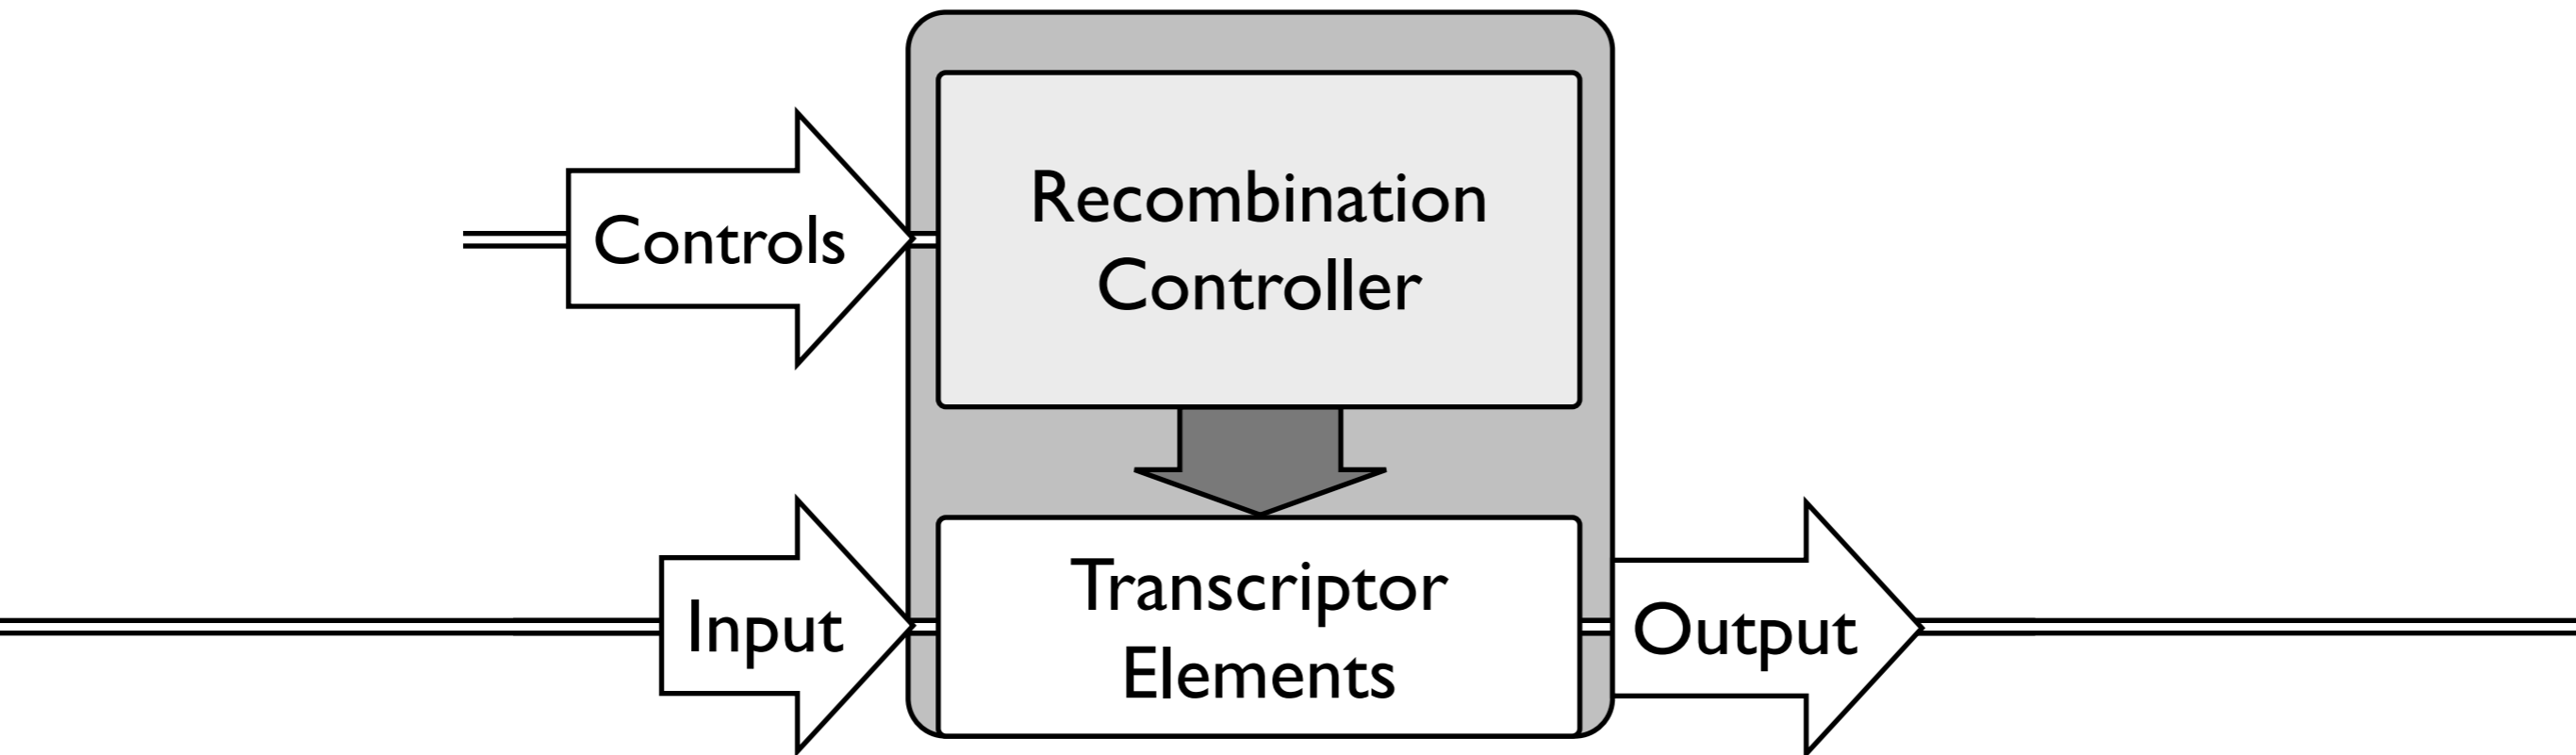 Recombination
Controller
Controls
Transcriptor
Elements
Input
Output